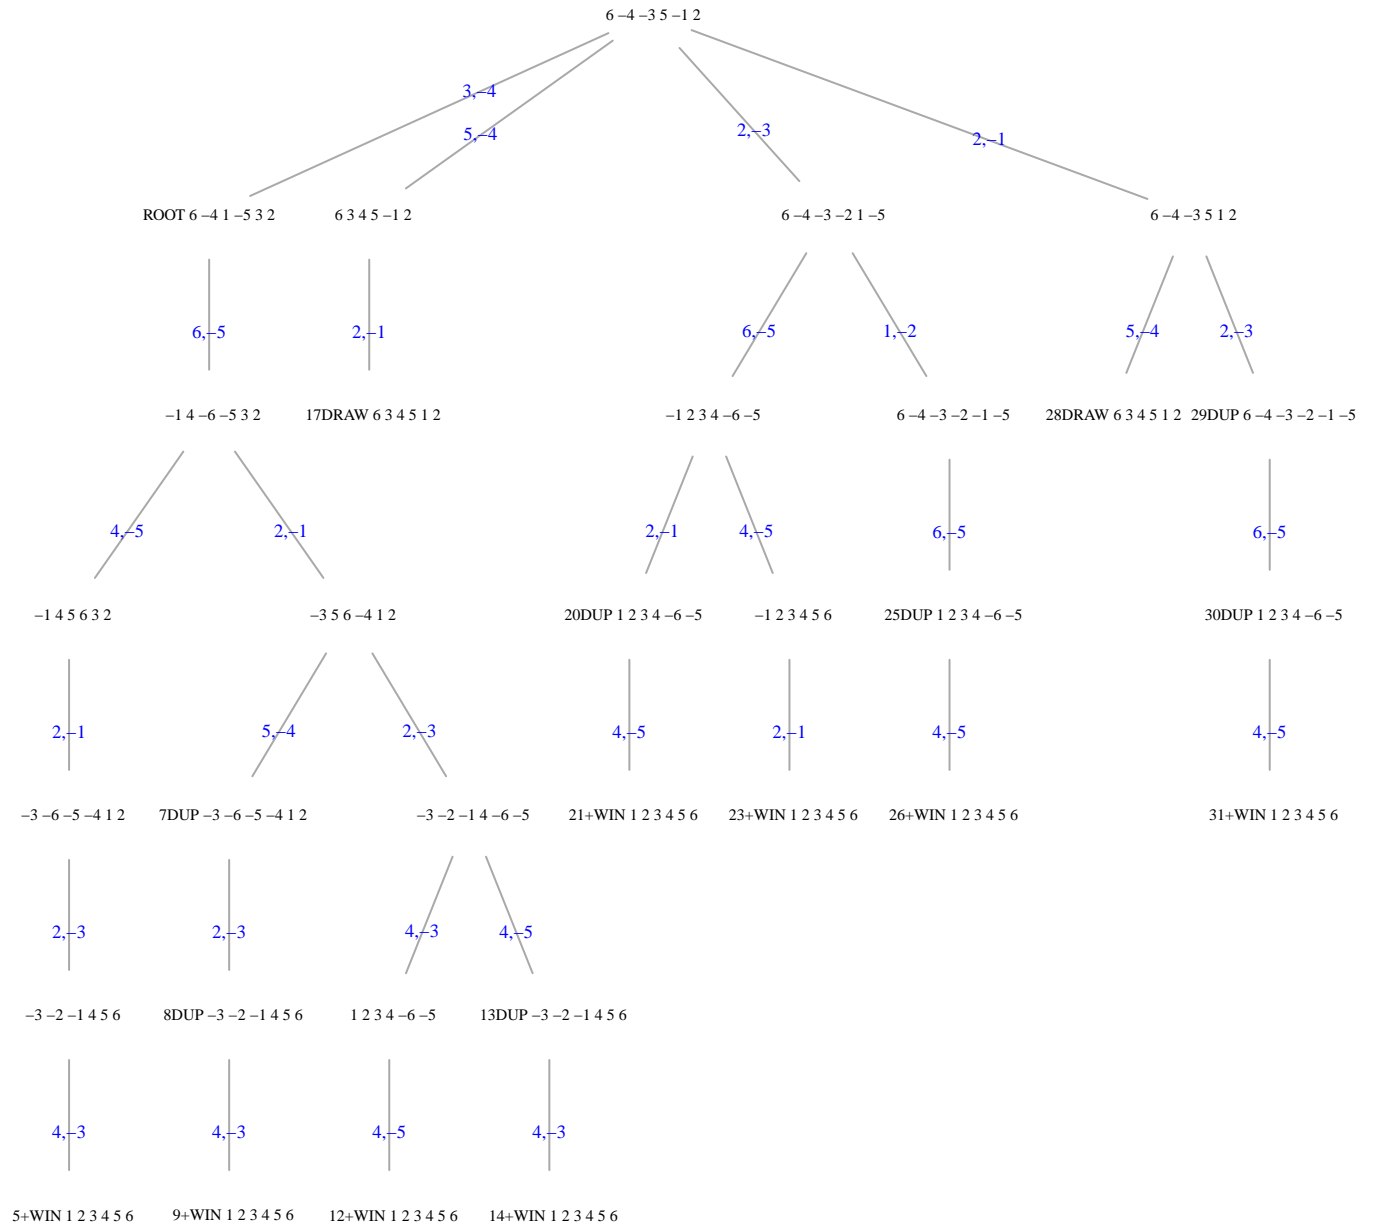 6 –4 –3 5 –1 2
3,–4
5,–4
2,–3
2,–1
ROOT 6 –4 1 –5 3 2
6 3 4 5 –1 2
6 –4 –3 –2 1 –5
6 –4 –3 5 1 2
6,–5
2,–1
6,–5
1,–2
5,–4
2,–3
–1 4 –6 –5 3 2
17DRAW 6 3 4 5 1 2
–1 2 3 4 –6 –5
6 –4 –3 –2 –1 –5
28DRAW 6 3 4 5 1 2
29DUP 6 –4 –3 –2 –1 –5
4,–5
2,–1
2,–1
4,–5
6,–5
6,–5
–1 4 5 6 3 2
–3 5 6 –4 1 2
20DUP 1 2 3 4 –6 –5
–1 2 3 4 5 6
25DUP 1 2 3 4 –6 –5
30DUP 1 2 3 4 –6 –5
2,–1
5,–4
2,–3
4,–5
2,–1
4,–5
4,–5
–3 –6 –5 –4 1 2
7DUP –3 –6 –5 –4 1 2
–3 –2 –1 4 –6 –5
21+WIN 1 2 3 4 5 6
23+WIN 1 2 3 4 5 6
26+WIN 1 2 3 4 5 6
31+WIN 1 2 3 4 5 6
2,–3
2,–3
4,–3
4,–5
–3 –2 –1 4 5 6
8DUP –3 –2 –1 4 5 6
1 2 3 4 –6 –5
13DUP –3 –2 –1 4 5 6
4,–3
4,–3
4,–5
4,–3
5+WIN 1 2 3 4 5 6
9+WIN 1 2 3 4 5 6
12+WIN 1 2 3 4 5 6
14+WIN 1 2 3 4 5 6